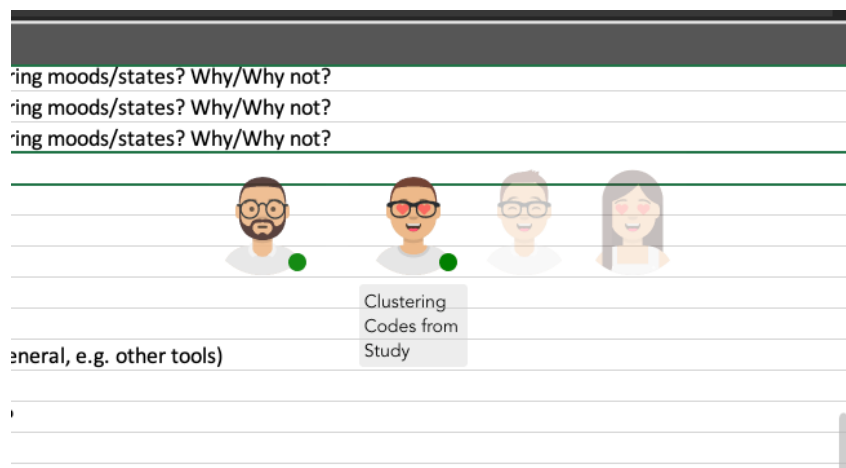 ring moods/states? Why/Why not?
ring moods/states? Why/Why not?
ring moods/states? Why/Why not?
Clustering
Codes from
Study
eneral, e.g. other tools)